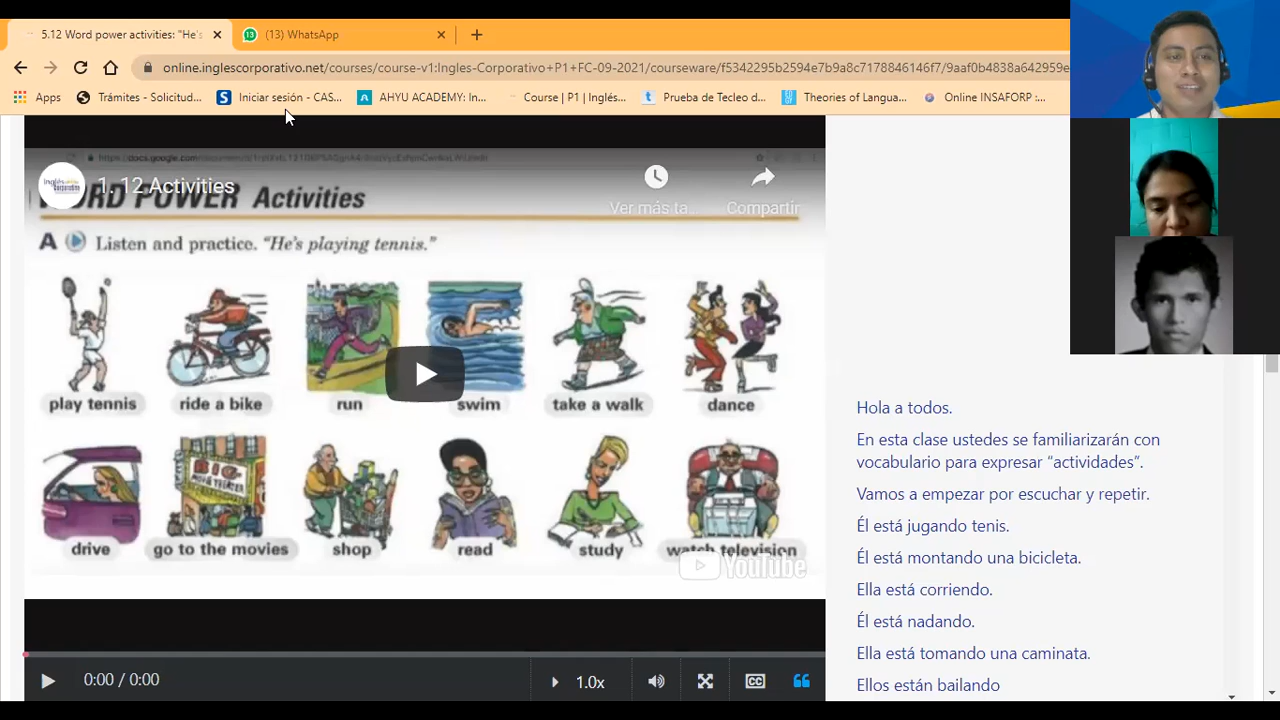 5.12 Word power activities: "He's
(13) WhatsApp
online.inglescorporativo.net/courses/course-v1:Ingles-Corporativo+P1+FC-09-2021/courseware/f5342295b2594e7b9a8c7178846146f7/9aaf0b4838a642959e
Apps
Trámites - Solicitud...
Iniciar sesión - CAS...
AHYU ACADEMY: In...
Course | P1 | Inglés...
Prueba de Tecleo d...
Theories of Langua...
Online INSAFORP :...
1. 12 Activities
Ver más ta...
Compartir
WORD POWER Activities
A Listen and practice. "He's playing tennis."
play tennis
ride a bike
run
swim
take a walk
dance
BIG
drive
go to the movies
shop
read
study
watch television
YouTube
0:00 / 0:00
1.0x
CC
Hola a todos.
En esta clase ustedes se familiarizarán con
vocabulario para expresar “actividades”.
Vamos a empezar por escuchar y repetir.
Él está jugando tenis.
Él está montando una bicicleta.
Ella está corriendo.
Él está nadando.
Ella está tomando una caminata.
Ellos están bailando